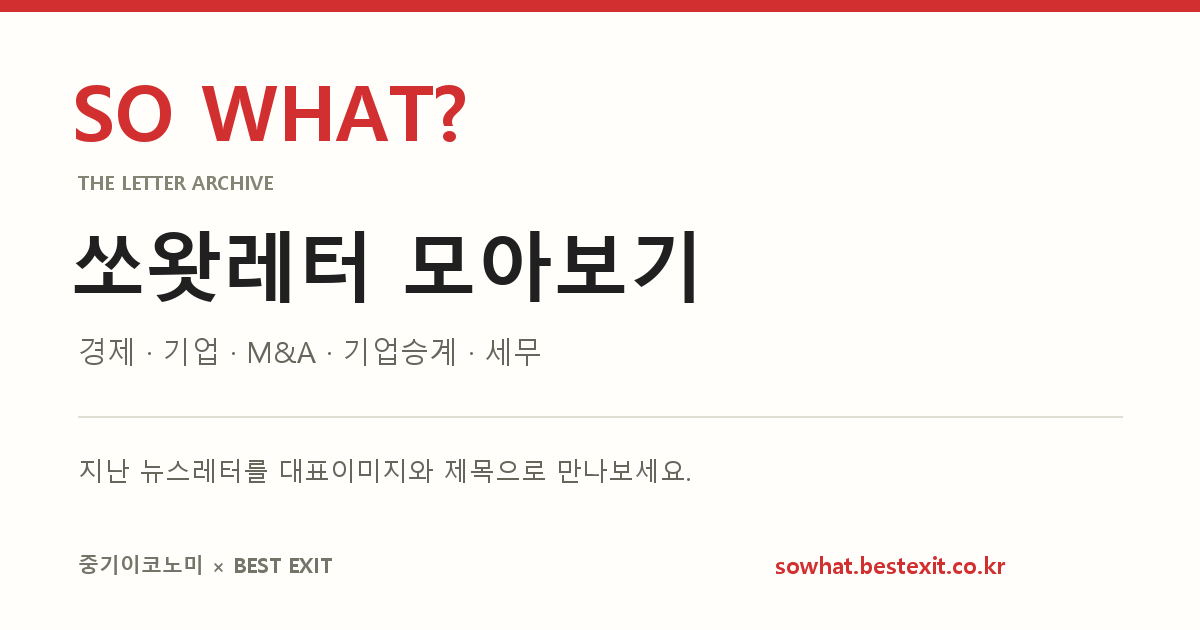 SO WHAT?
THE LETTER ARCHIVE
쏘왓레터 모아보기
경제 · 기업 · M&A · 기업승계 · 세무
지난 뉴스레터를 대표이미지와 제목으로 만나보세요.
중기이코노미 × BEST EXIT
sowhat.bestexit.co.kr